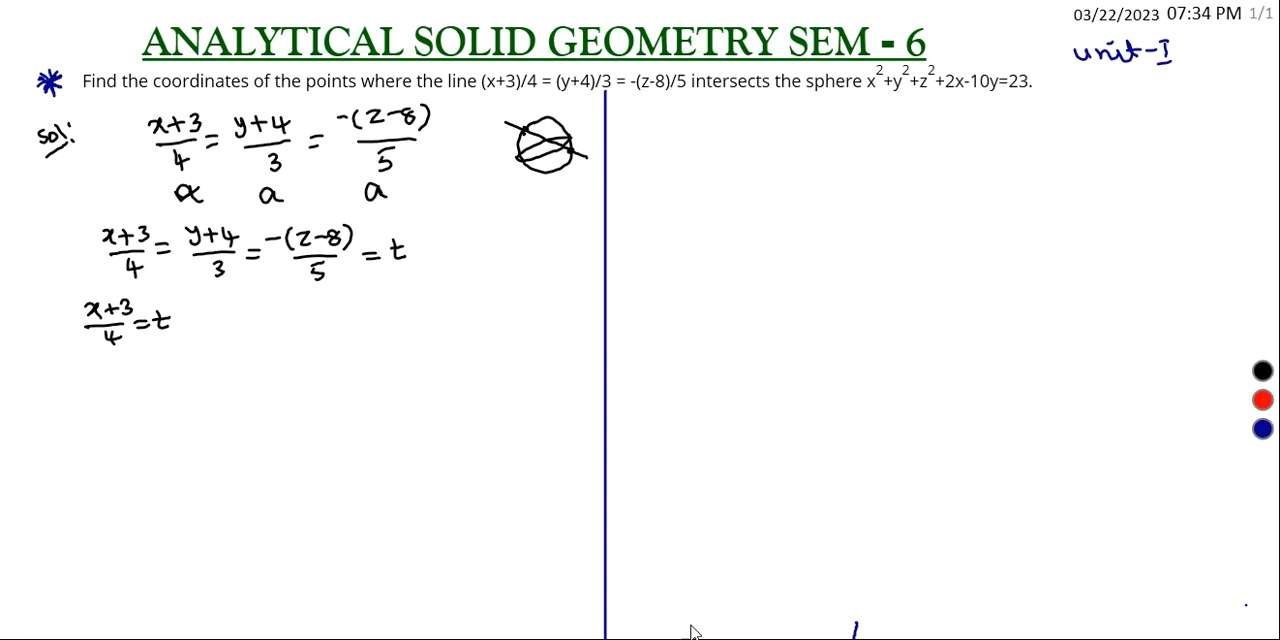 03/22/2023 07:34 PM 1/1
ANALYTICAL SOLID GEOMETRY SEM - 6
unit-I
* Find the coordinates of the points where the line (x+3)/4 = (y+4)/3 = -(z-8)/5 intersects the sphere x²+y²+z²+2x-10y=23.
Sol:
x+3/4 = y+4/3 = -(z-8)/5
a a a
x+3/4 = y+4/3 = -(z-8)/5 = t
x+3/4 = t